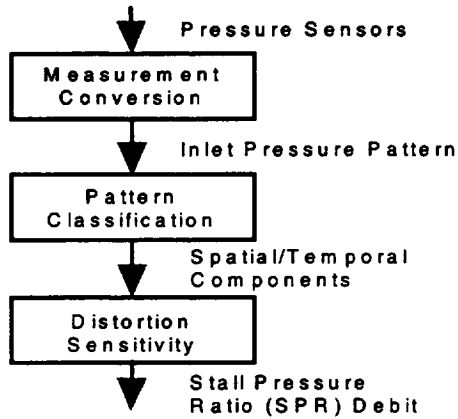 Pressure Sensors
Measurement
Conversion
Inlet Pressure Pattern
Pattern
Classification
Spatial/Temporal
Components
Distortion
Sensitivity
Stall Pressure
Ratio (SPR) Debit